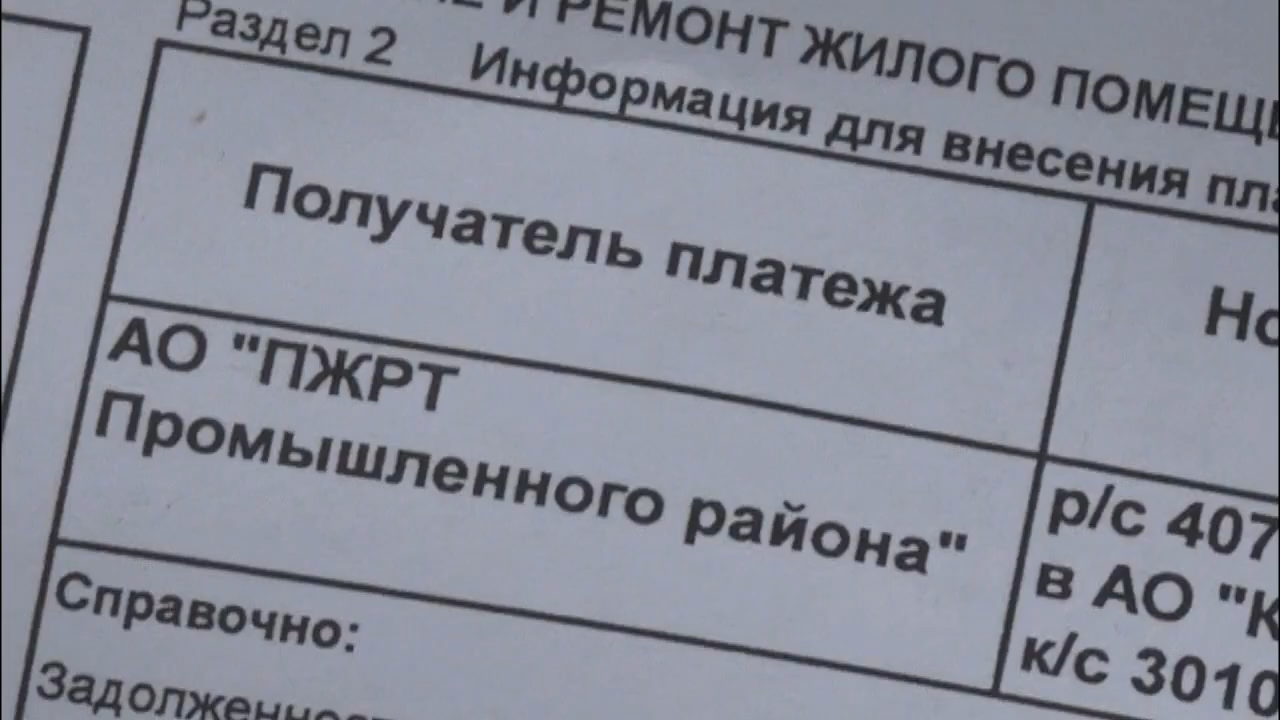 И РЕМОНТ ЖИЛОГО
Раздел 2 Информация для внесения
Получатель платежа
АО "ПЖРТ
Промышленного района"
р/с 407
в АО "К
к/с 3010
Справочно: